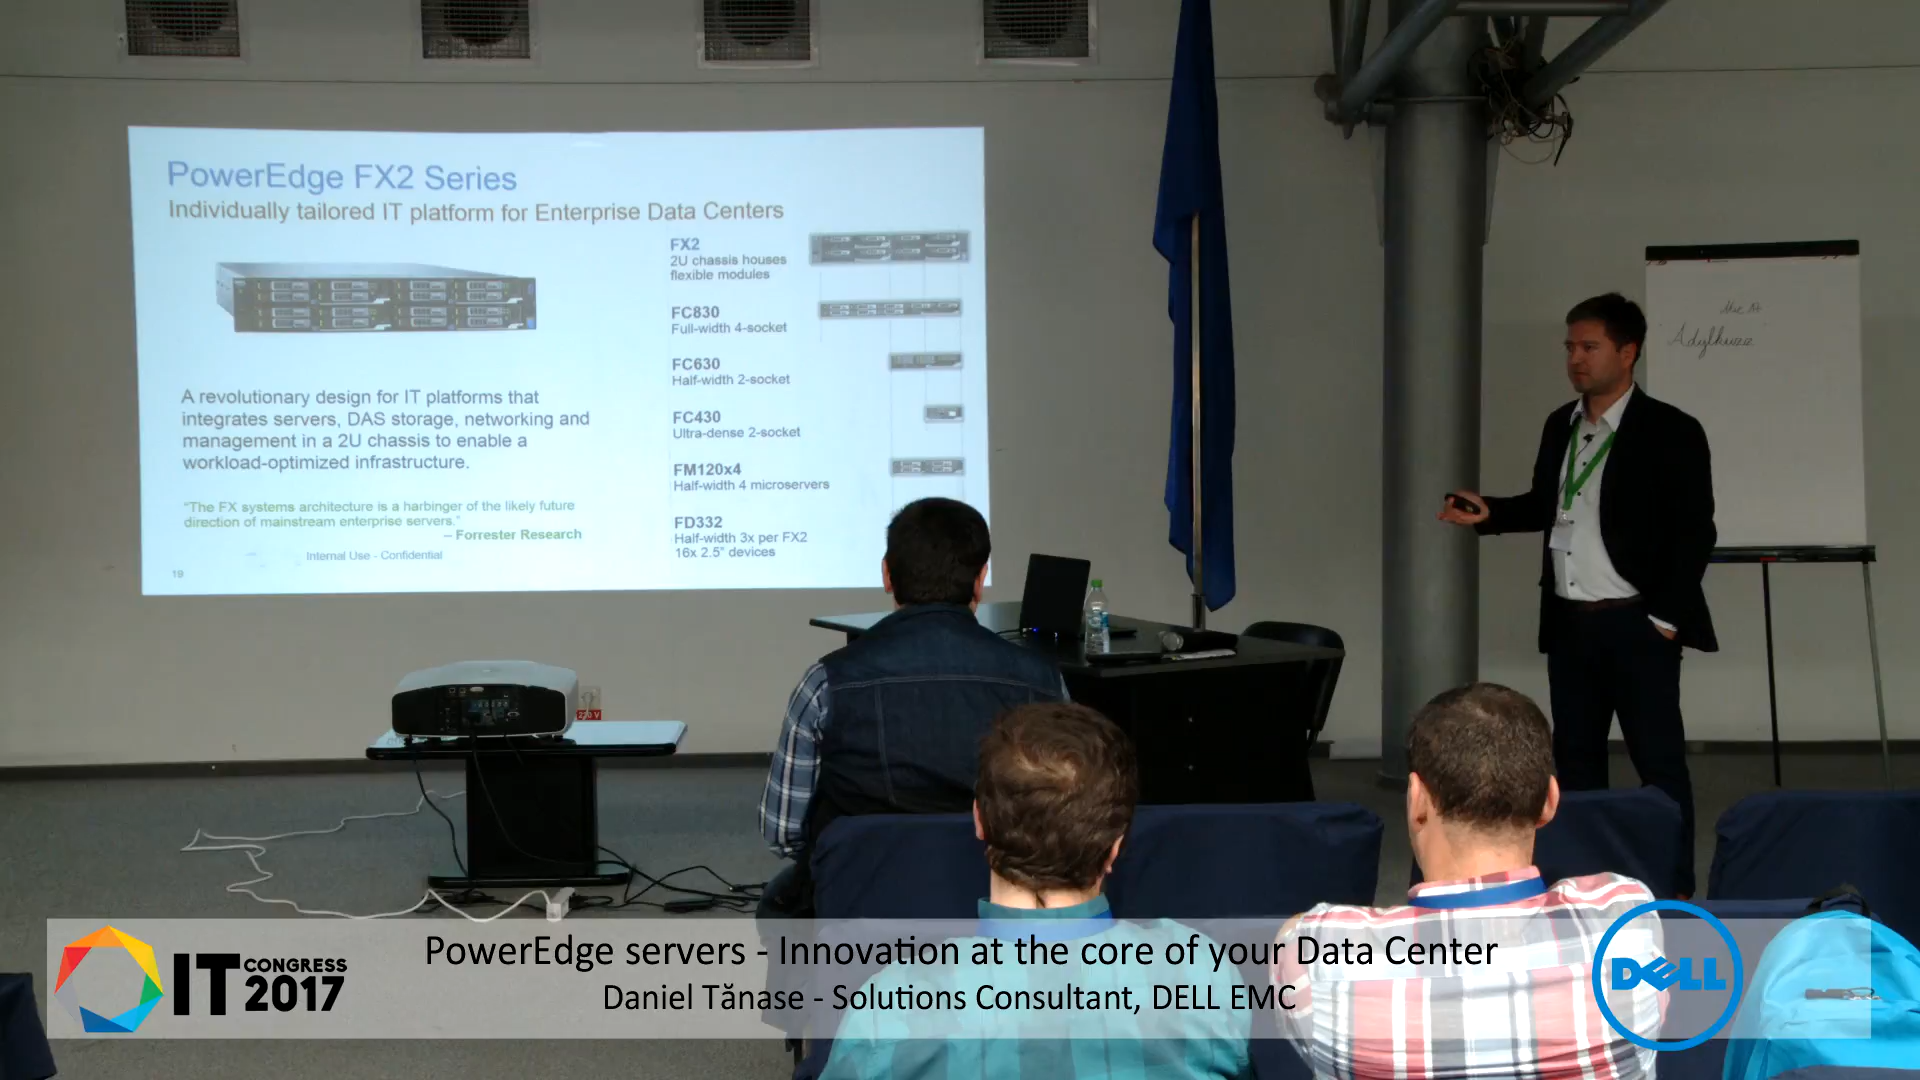 PowerEdge FX2 Series
Individually tailored IT platform for Enterprise Data Centers
A revolutionary design for IT platforms that
integrates servers, DAS storage, networking and
management in a 2U chassis to enable a
workload-optimized infrastructure.
"The FX systems architecture is a harbinger of the likely future
direction of mainstream enterprise servers."
– Forrester Research
Internal Use - Confidential
19
FX2
2U chassis houses
flexible modules
FC830
Full-width 4-socket
FC630
Half-width 2-socket
FC430
Ultra-dense 2-socket
FM120x4
Half-width 4 microservers
FD332
Half-width 3x per FX2
16x 2.5" devices
220V
IT CONGRESS
2017
PowerEdge servers - Innovation at the core of your Data Center
Daniel Tănase - Solutions Consultant, DELL EMC
DELL